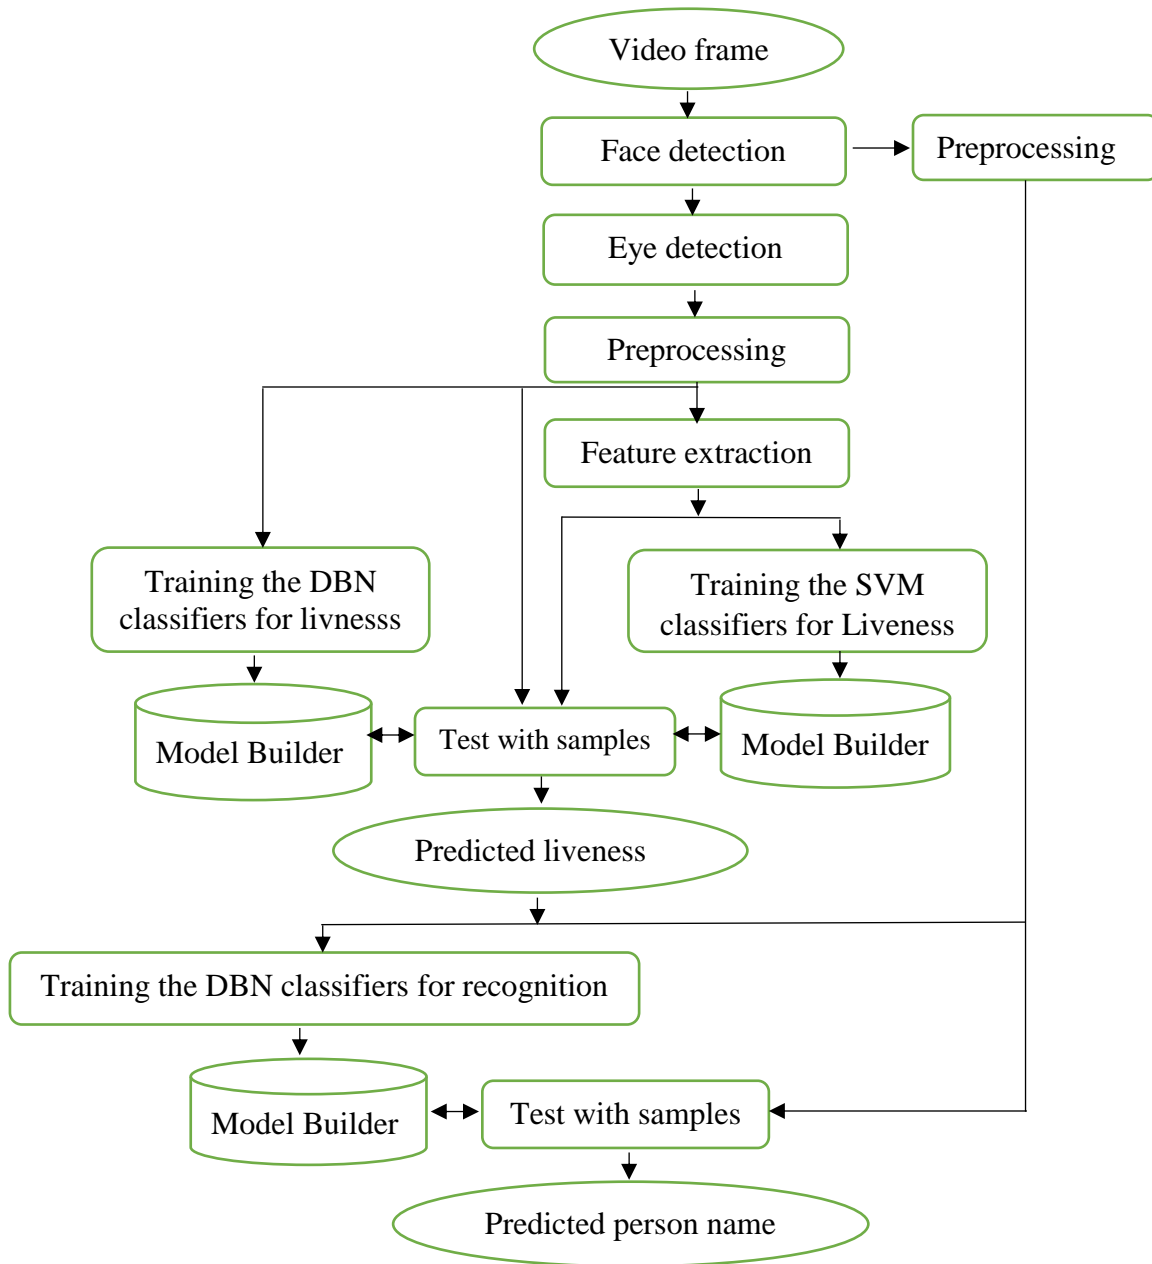 Video frame
Face detection
Preprocessing
Eye detection
Preprocessing
Feature extraction
Training the DBN
classifiers for livnesss
Training the SVM
classifiers for Liveness
Model Builder
Test with samples
Model Builder
Predicted liveness
Training the DBN classifiers for recognition
Model Builder
Test with samples
Predicted person name